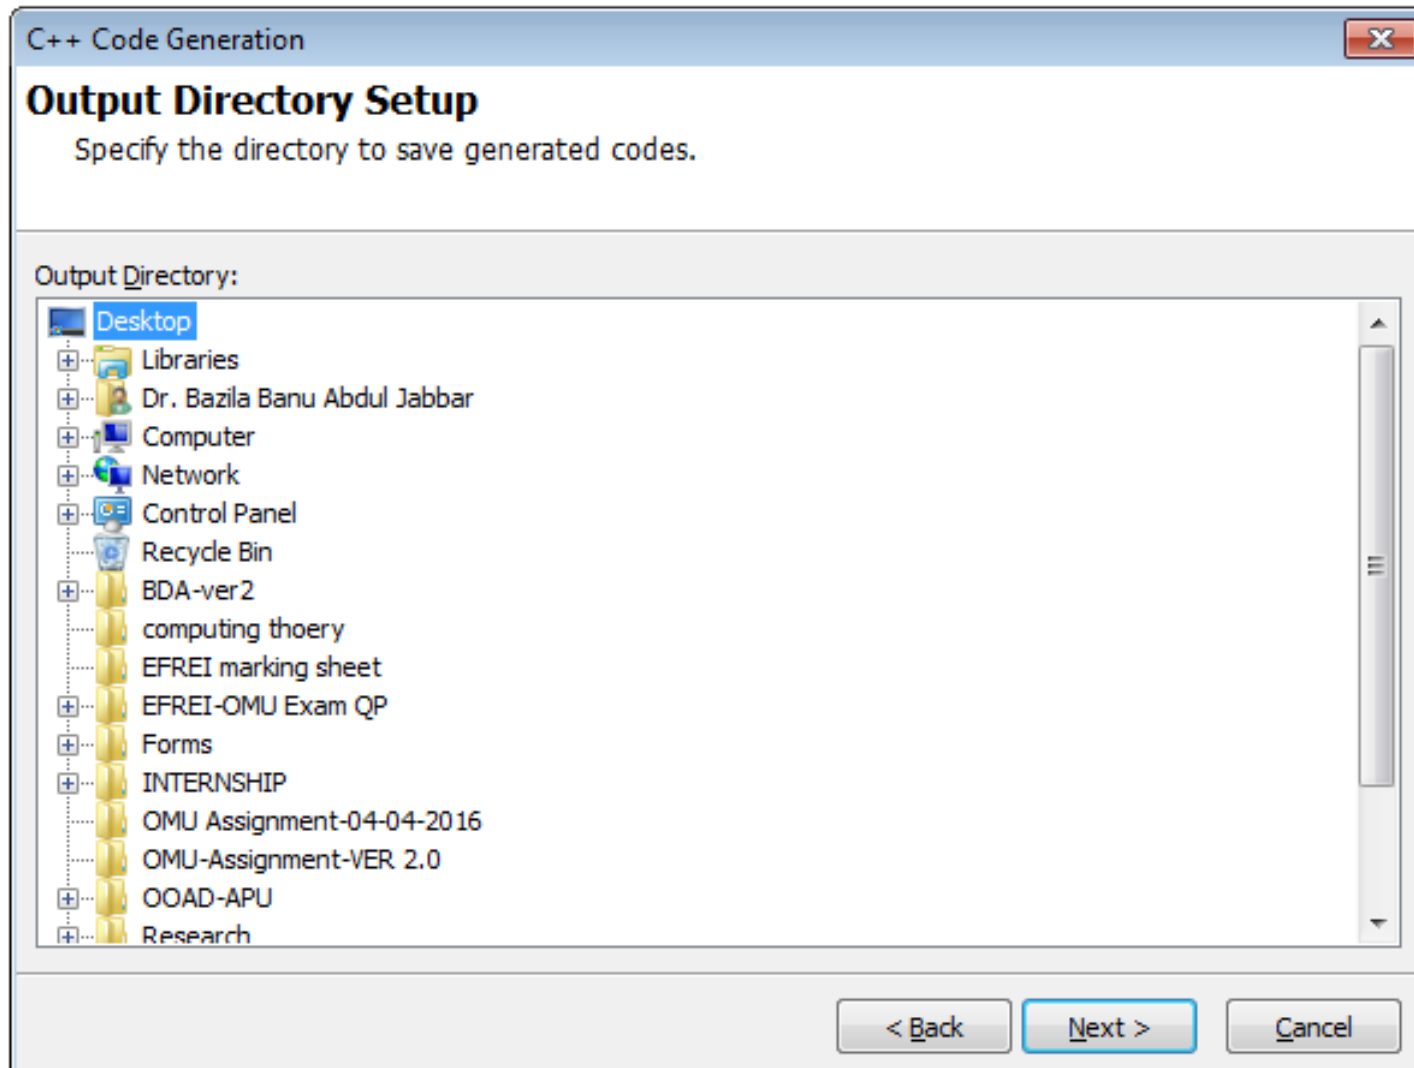 C++ Code Generation
Output Directory Setup
Specify the directory to save generated codes.
Output Directory:
Desktop
Libraries
Dr. Bazila Banu Abdul Jabbar
Computer
Network
Control Panel
Recycle Bin
BDA-ver2
computing thoery
EFREI marking sheet
EFREI-OMU Exam QP
Forms
INTERNSHIP
OMU Assignment-04-04-2016
OMU-Assignment-VER 2.0
OOAD-APU
Research
< Back Next > Cancel